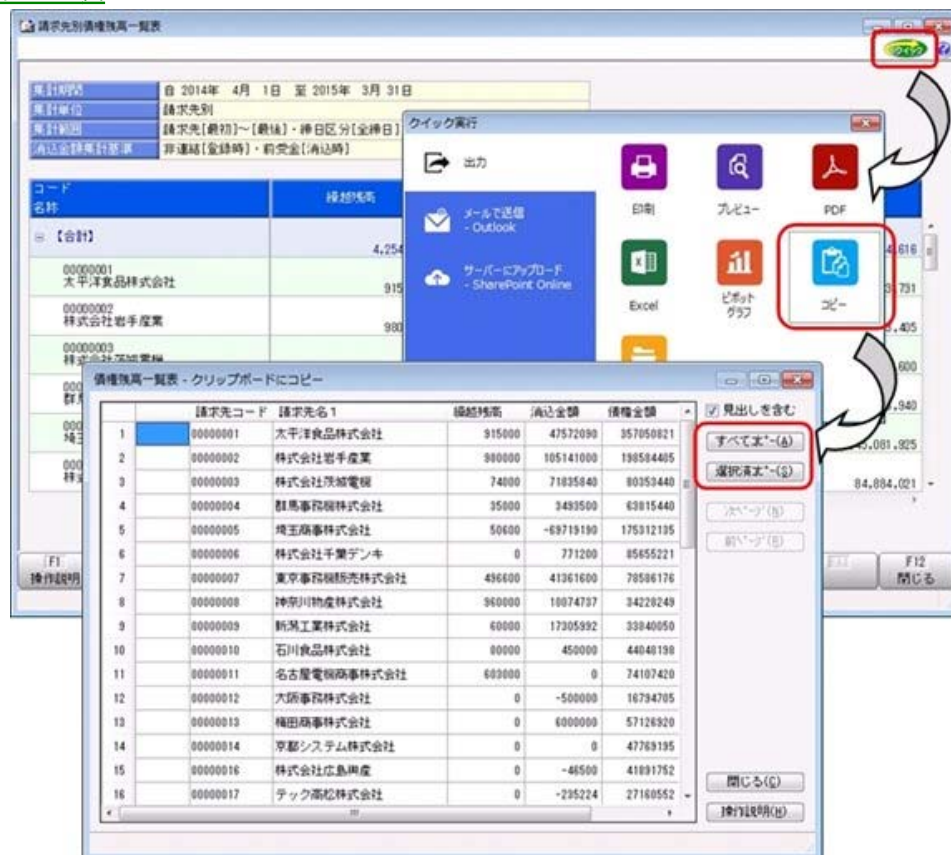 請求先別債権残高一覧表
クイック
集計期間 自 2014年 4月 1日 至 2015年 3月 31日
集計単位 請求先別
集計範囲 請求先[最初]～[最後]・締日区分[全締日]
消込金額集計基準 非連結[登録時]・前受金[消込時]
コード
名称
繰越残高
【合計】
4,254
4,616
00000001
太平洋食品株式会社
915
731
00000002
株式会社岩手産業
980
,405
00000003
株式会社茨城電機
600
,940
,081,925
84,884,021
クイック実行
出力
メールで送信
- Outlook
サーバーにアップロード
- SharePoint Online
印刷
プレビュー
PDF
Excel
ピボット
グラフ
コピー
債権残高一覧表 - クリップボードにコピー
請求先コード 請求先名1 繰越残高 消込金額 債権金額
1 00000001 太平洋食品株式会社 915000 47572090 357050821
2 00000002 株式会社岩手産業 980000 105141000 198584405
3 00000003 株式会社茨城電機 74000 71835840 80353440
4 00000004 群馬事務機株式会社 35000 3493500 63815440
5 00000005 埼玉商事株式会社 50600 -69719190 175312135
6 00000006 株式会社千葉デンキ 0 771200 85655221
7 00000007 東京事務機販売株式会社 496600 41361600 78586176
8 00000008 神奈川物産株式会社 960000 10074737 34228249
9 00000009 新潟工業株式会社 60000 17305992 33840050
10 00000010 石川食品株式会社 80000 450000 44048198
11 00000011 名古屋電機商事株式会社 603000 0 74107420
12 00000012 大阪事務株式会社 0 -500000 16794705
13 00000013 梅田商事株式会社 0 6000000 57126920
14 00000014 京都システム株式会社 0 0 47769195
15 00000016 株式会社広島興産 0 -46500 41891752
16 00000017 テック高松株式会社 0 -235224 27160552
見出しを含む
すべてコピー(A)
選択済コピー(S)
次ページ(N)
前ページ(B)
閉じる(C)
操作説明(H)
F1
操作説明
F12
閉じる